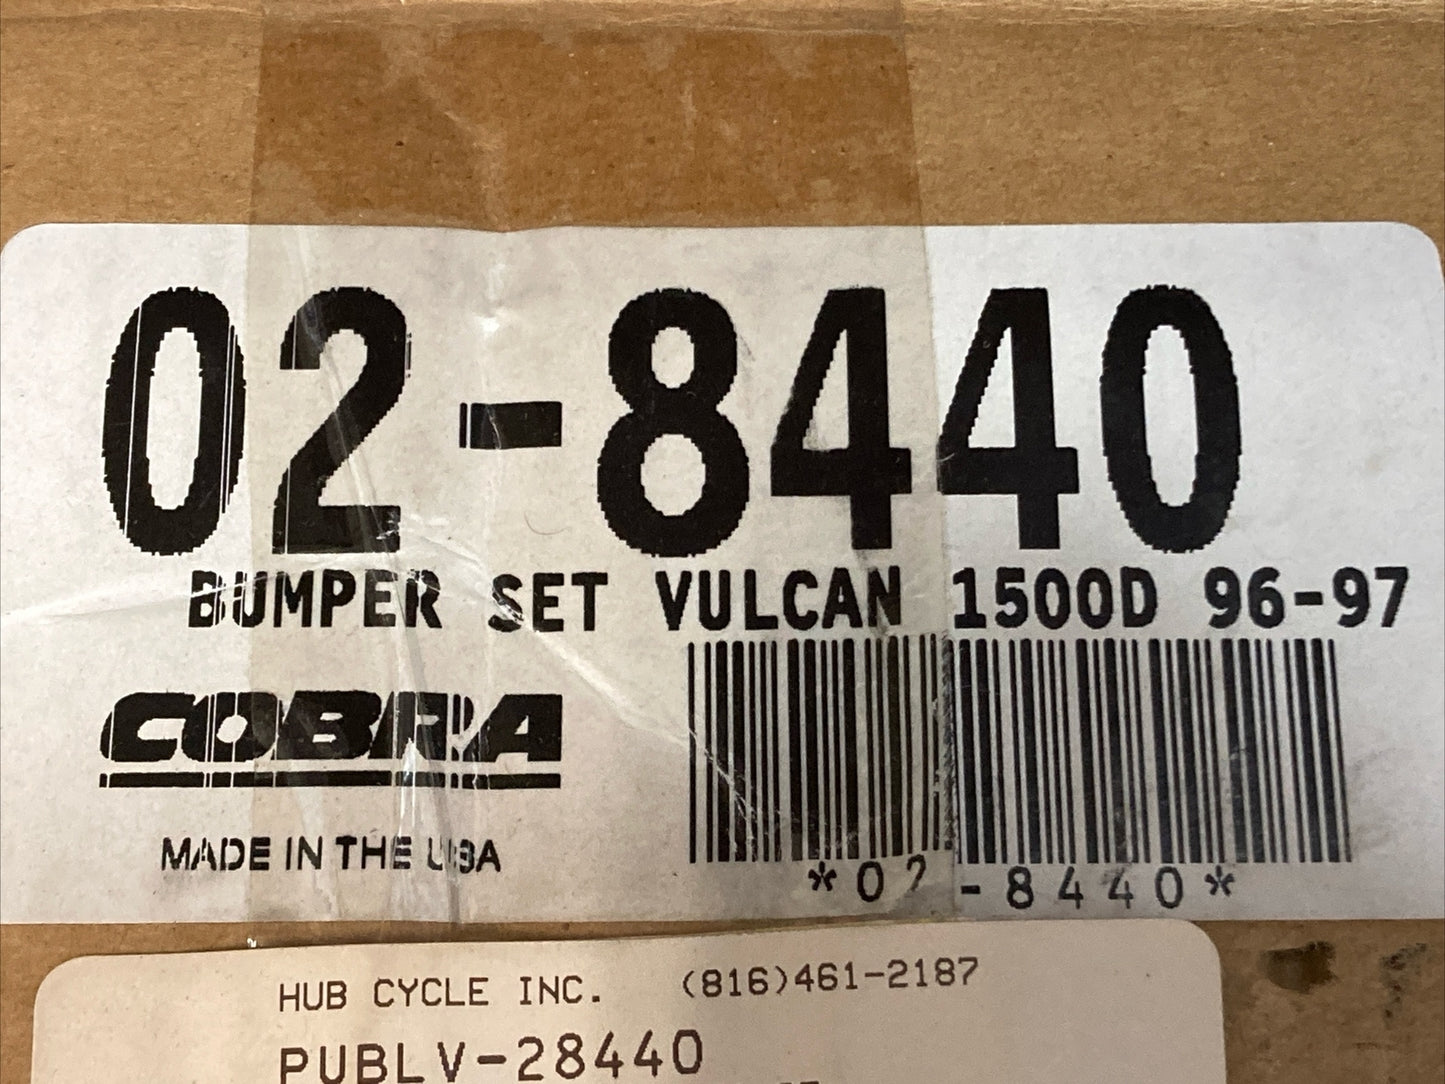 02-8440
BUMPER SET VULCAN 1500D 96-97
COBRA
MADE IN THE USA
*02-8440*
HUB CYCLE INC. (816)461-2187
PUBLV-28440